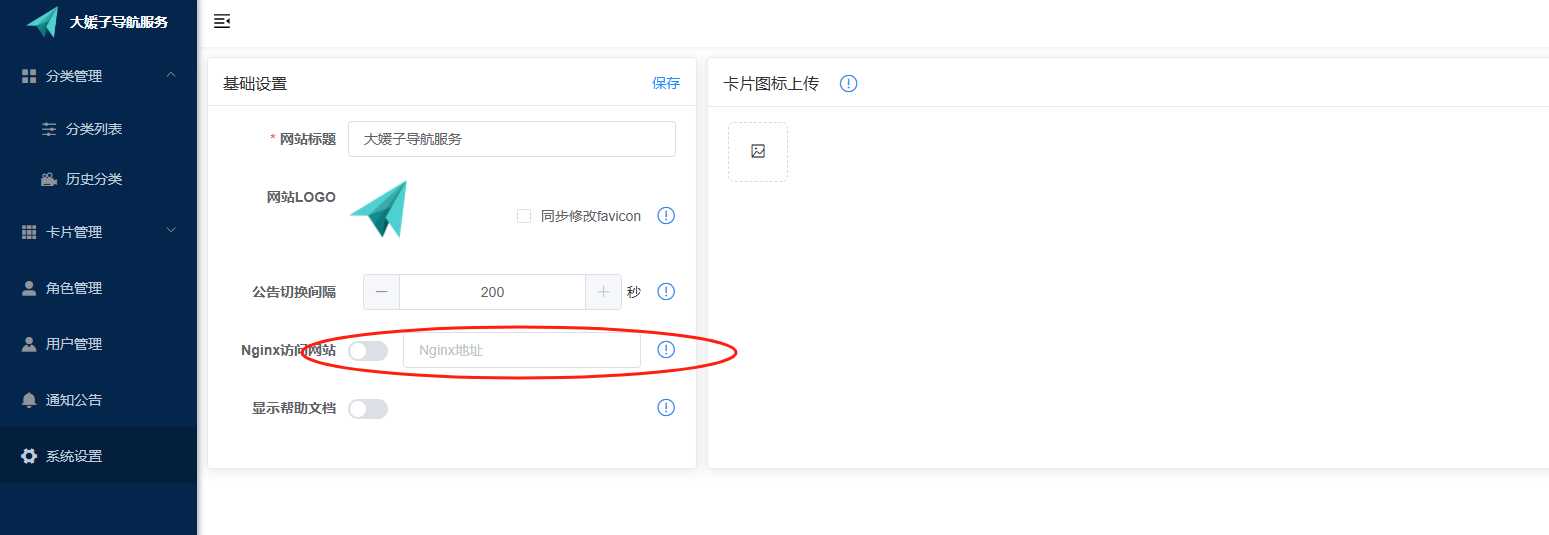 大媛子导航服务
分类管理
分类列表
历史分类
卡片管理
角色管理
用户管理
通知公告
系统设置
基础设置 保存
* 网站标题 大媛子导航服务
网站LOGO 同步修改favicon
公告切换间隔 200 秒
Nginx访问网站 Nginx地址
显示帮助文档
卡片图标上传